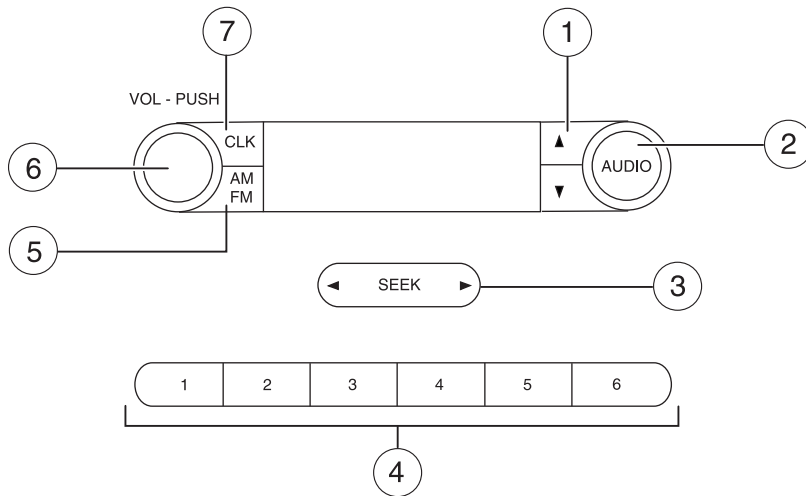 7
1
VOL - PUSH
CLK
▲
2
6
AUDIO
AM
FM
▼
5
◄ SEEK ►
3
1 2 3 4 5 6
4